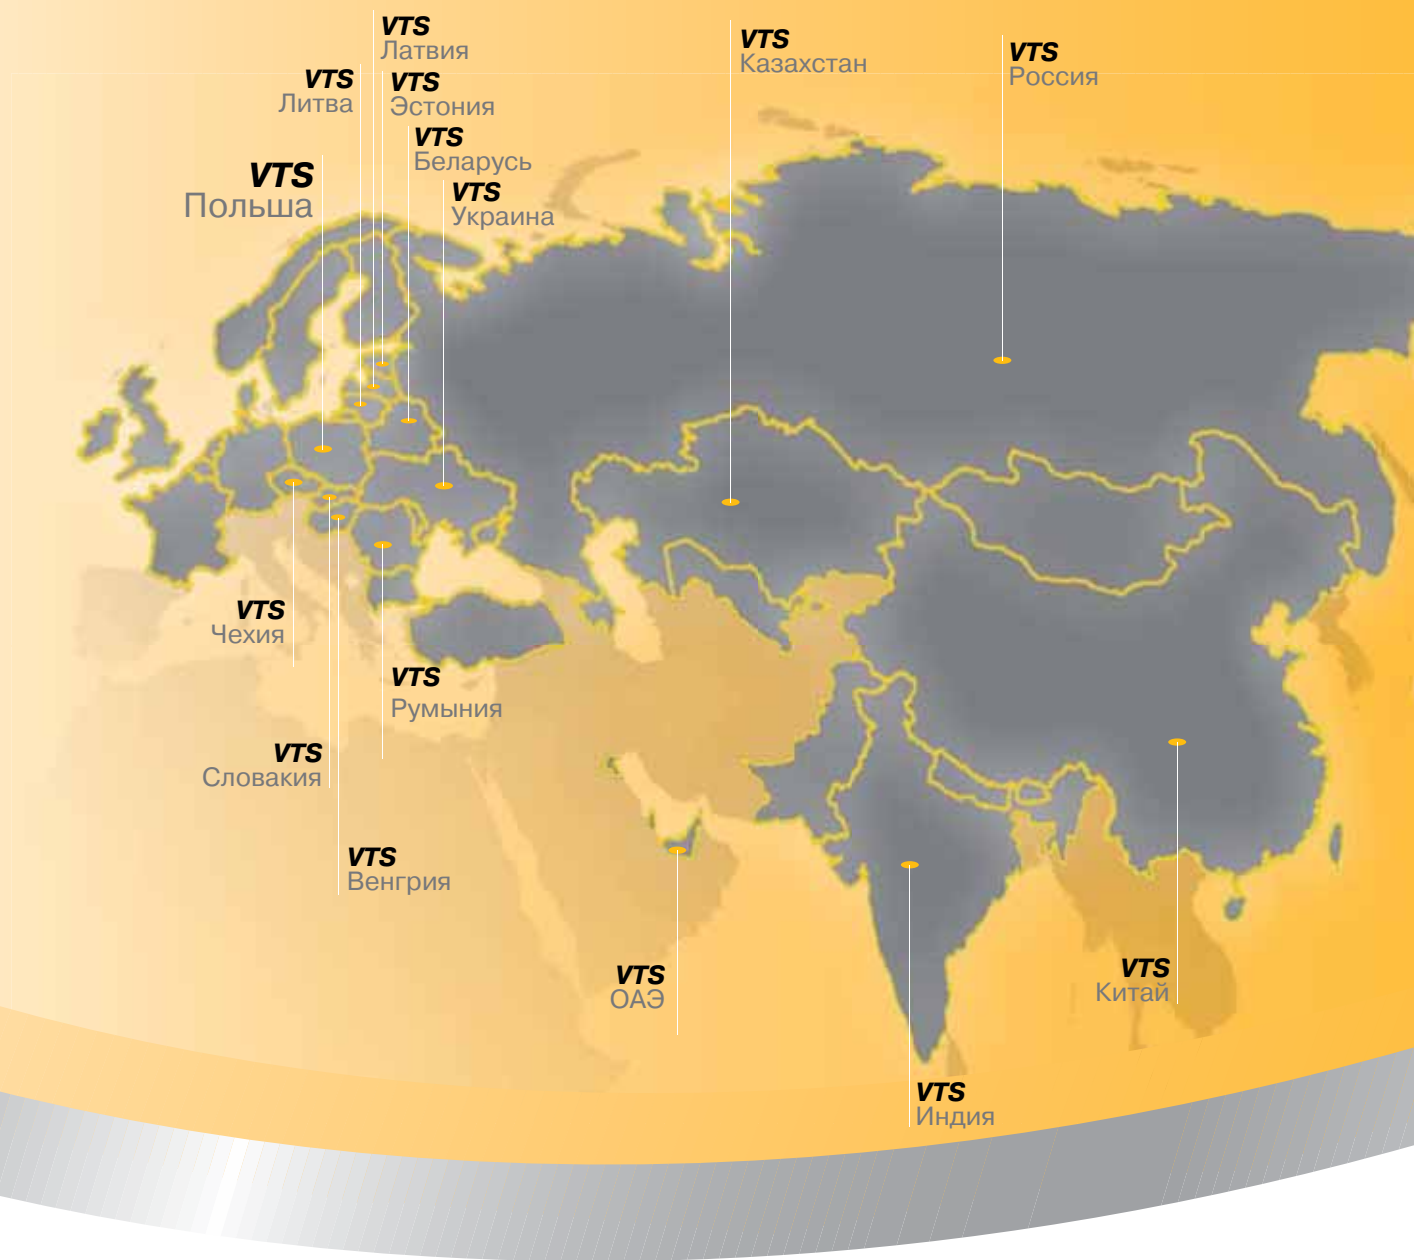 VTS
Латвия
VTS
Литва
VTS
Эстония
VTS
Беларусь
VTS
Польша
VTS
Украина
VTS
Казахстан
VTS
Россия
VTS
Чехия
VTS
Румыния
VTS
Словакия
VTS
Венгрия
VTS
ОАЭ
VTS
Китай
VTS
Индия